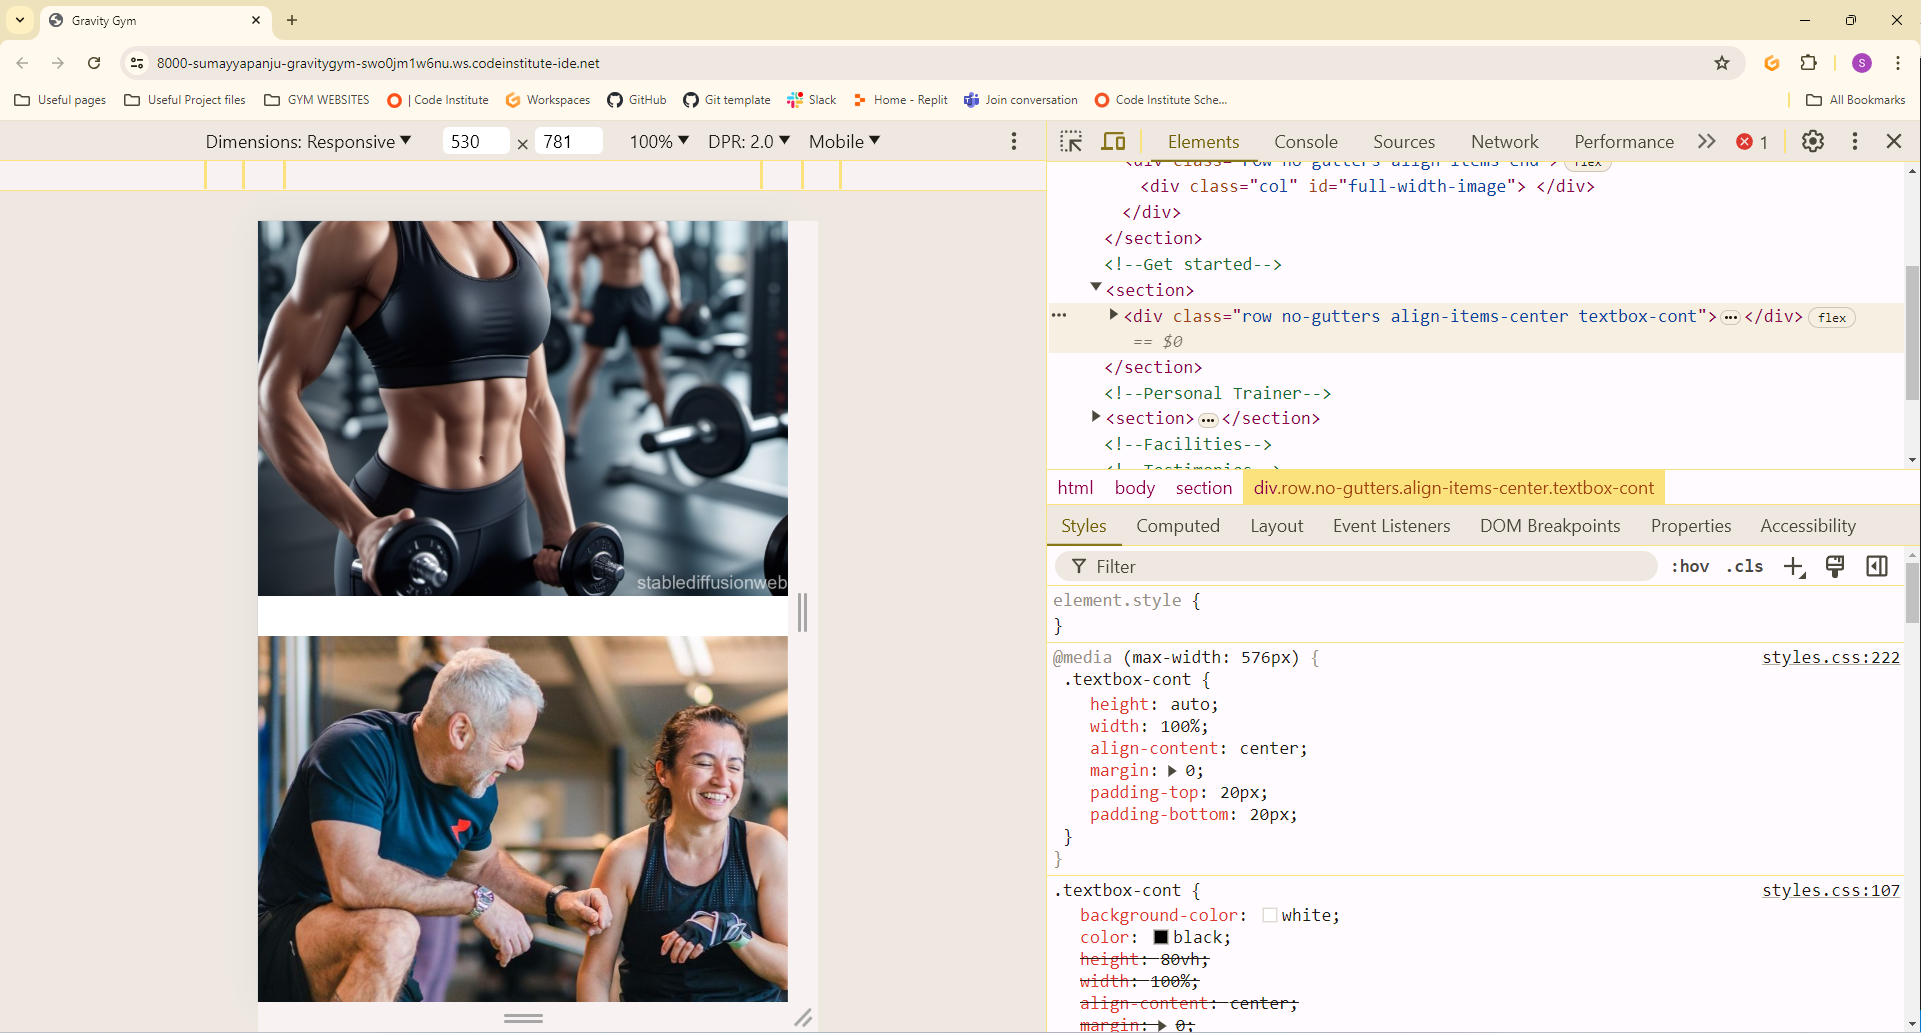 Gravity Gym
8000-sumayyapanju-gravitygym-swo0jm1w6nu.ws.codeinstitute-ide.net
Useful pages Useful Project files GYM WEBSITES | Code Institute Workspaces GitHub Git template Slack Home - Replit Join conversation Code Institute Sche... All Bookmarks
S
Dimensions: Responsive 530 × 781 100% DPR: 2.0 Mobile
Elements Console Sources Network Performance 1
<div class="row no-gutters align-items-end"> flex
<div class="col" id="full-width-image"> </div>
</div>
</section>
<!--Get started-->
<section>
<div class="row no-gutters align-items-center textbox-cont"> ... </div> flex
== $0
</section>
<!--Personal Trainer-->
<section> ... </section>
<!--Facilities-->
html body section div.row.no-gutters.align-items-center.textbox-cont
Styles Computed Layout Event Listeners DOM Breakpoints Properties Accessibility
Filter :hov .cls
element.style {
}
@media (max-width: 576px) { styles.css:222
.textbox-cont {
height: auto;
width: 100%;
align-content: center;
margin: 0;
padding-top: 20px;
padding-bottom: 20px;
}
}
.textbox-cont { styles.css:107
background-color: white;
color: black;
height: 80vh;
width: 100%;
align-content: center;
margin: 0;
stablediffusionweb